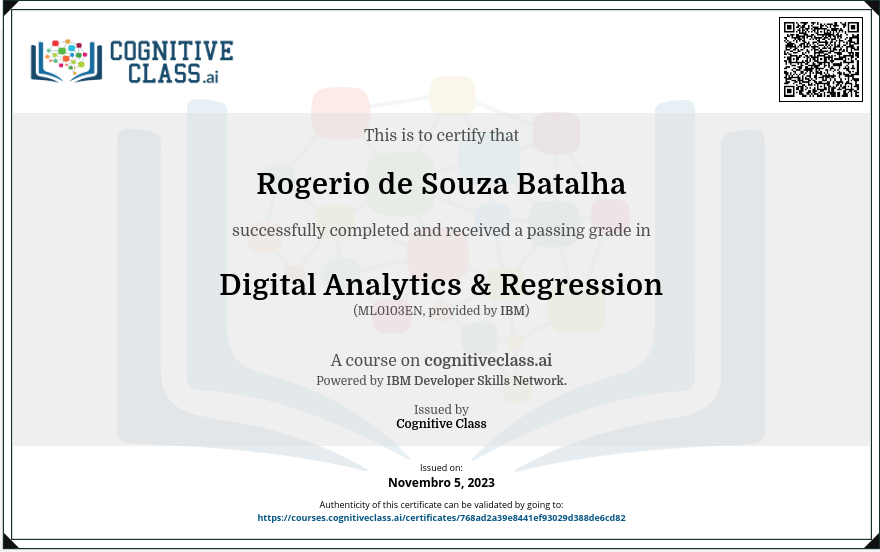 COGNITIVE
CLASS.ai
This is to certify that
Rogerio de Souza Batalha
successfully completed and received a passing grade in
Digital Analytics & Regression
(ML0103EN, provided by IBM)
A course on cognitiveclass.ai
Powered by IBM Developer Skills Network.
Issued by
Cognitive Class
Issued on:
Novembro 5, 2023
Authenticity of this certificate can be validated by going to:
https://courses.cognitiveclass.ai/certificates/768ad2a39e8441ef93029d388de6cd82